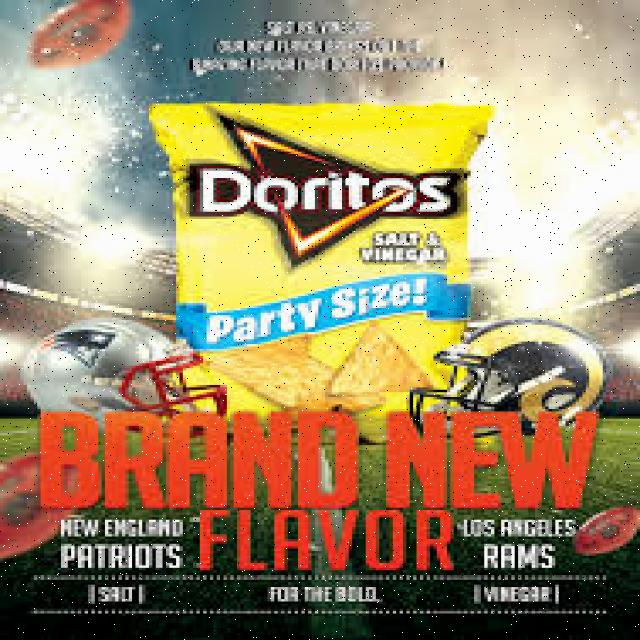 SALT VS. VINEGAR
Doritos
SALT &
VINEGAR
Party Size!
BRAND NEW
FLAVOR
NEW ENGLAND
PATRIOTS
LOS ANGELES
RAMS
| SALT |
FOR THE BOLD.
| VINEGAR |